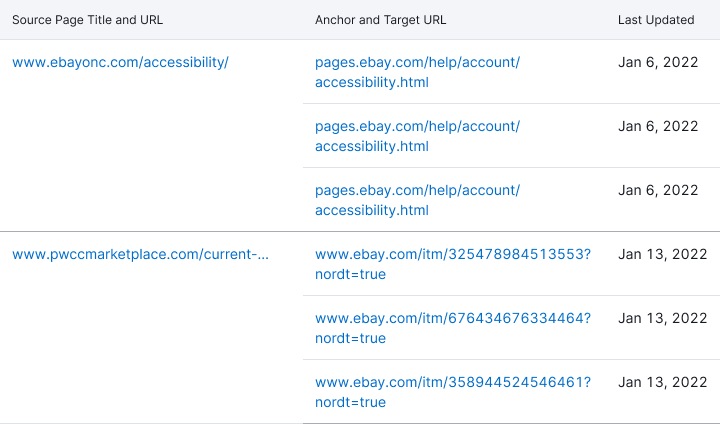 Source Page Title and URL Anchor and Target URL Last Updated
www.ebayonc.com/accessibility/ pages.ebay.com/help/account/ Jan 6, 2022
accessibility.html
pages.ebay.com/help/account/ Jan 6, 2022
accessibility.html
pages.ebay.com/help/account/ Jan 6, 2022
accessibility.html
www.pwccmarketplace.com/current-... www.ebay.com/itm/325478984513553? Jan 13, 2022
nordt=true
www.ebay.com/itm/676434676334464? Jan 13, 2022
nordt=true
www.ebay.com/itm/358944524546461? Jan 13, 2022
nordt=true